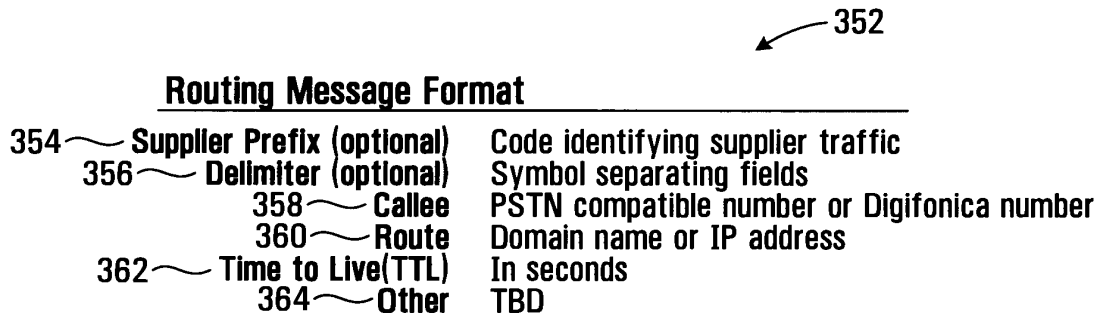 352
Routing Message Format
354 Supplier Prefix (optional) Code identifying supplier traffic
356 Delimiter (optional) Symbol separating fields
358 Callee PSTN compatible number or Digifonica number
360 Route Domain name or IP address
362 Time to Live(TTL) In seconds
364 Other TBD